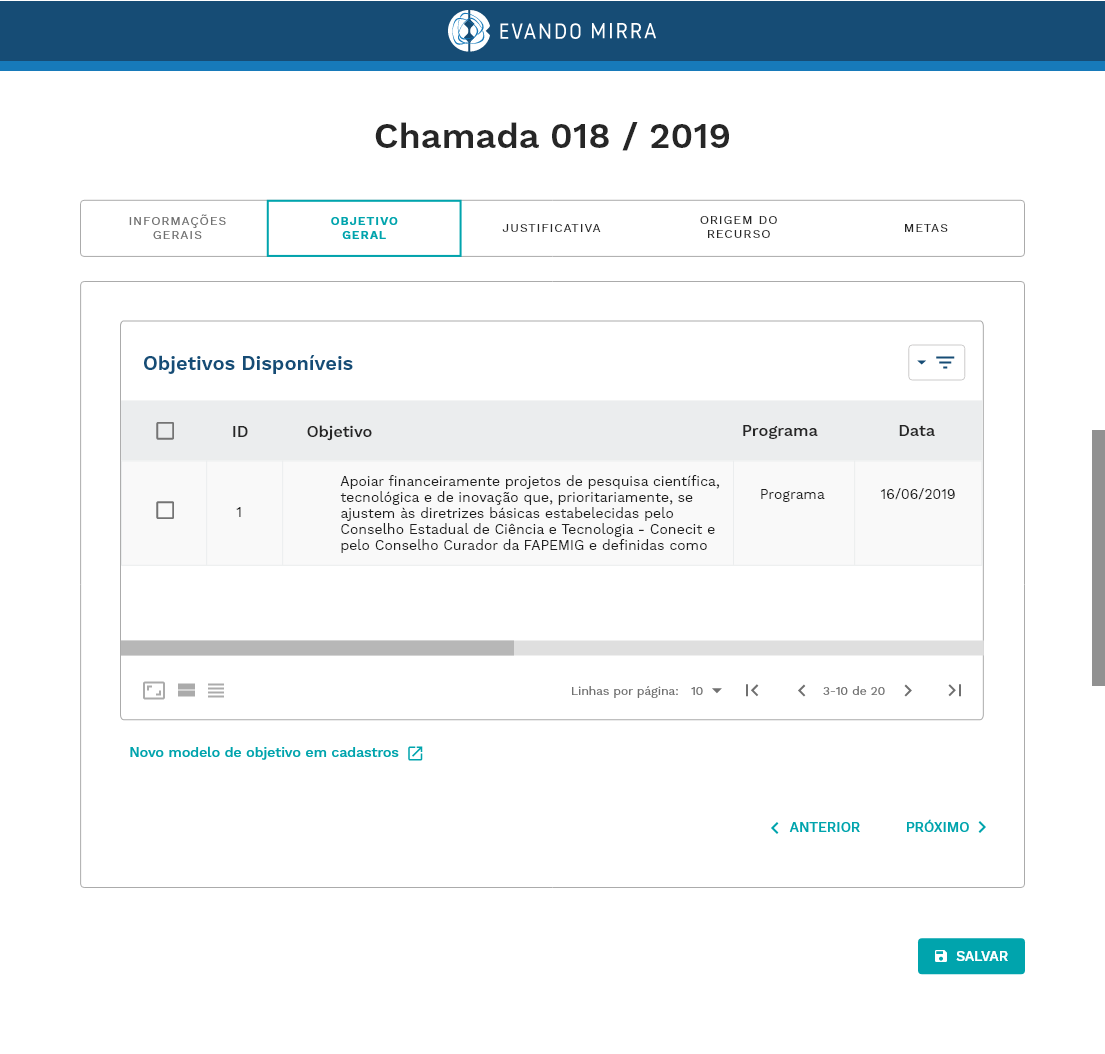 EVANDO MIRRA
Chamada 018 / 2019
INFORMAÇÕES
GERAIS
OBJETIVO
GERAL
JUSTIFICATIVA
ORIGEM DO
RECURSO
METAS
Objetivos Disponíveis
ID Objetivo Programa Data
1
Apoiar financeiramente projetos de pesquisa científica,
tecnológica e de inovação que, prioritariamente, se
ajustem às diretrizes básicas estabelecidas pelo
Conselho Estadual de Ciência e Tecnologia - Conecit e
pelo Conselho Curador da FAPEMIG e definidas como
Programa
16/06/2019
Linhas por página: 10 3-10 de 20
Novo modelo de objetivo em cadastros
ANTERIOR PRÓXIMO
SALVAR